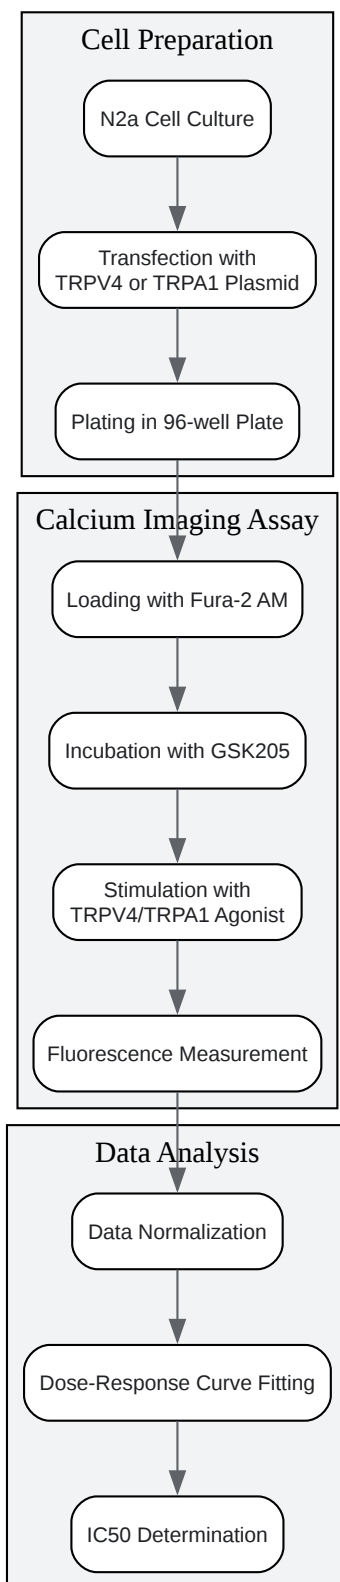 Cell Preparation
N2a Cell Culture
Transfection with
TRPV4 or TRPA1 Plasmid
Plating in 96-well Plate
Calcium Imaging Assay
Loading with Fura-2 AM
Incubation with GSK205
Stimulation with
TRPV4/TRPA1 Agonist
Fluorescence Measurement
Data Analysis
Data Normalization
Dose-Response Curve Fitting
IC50 Determination